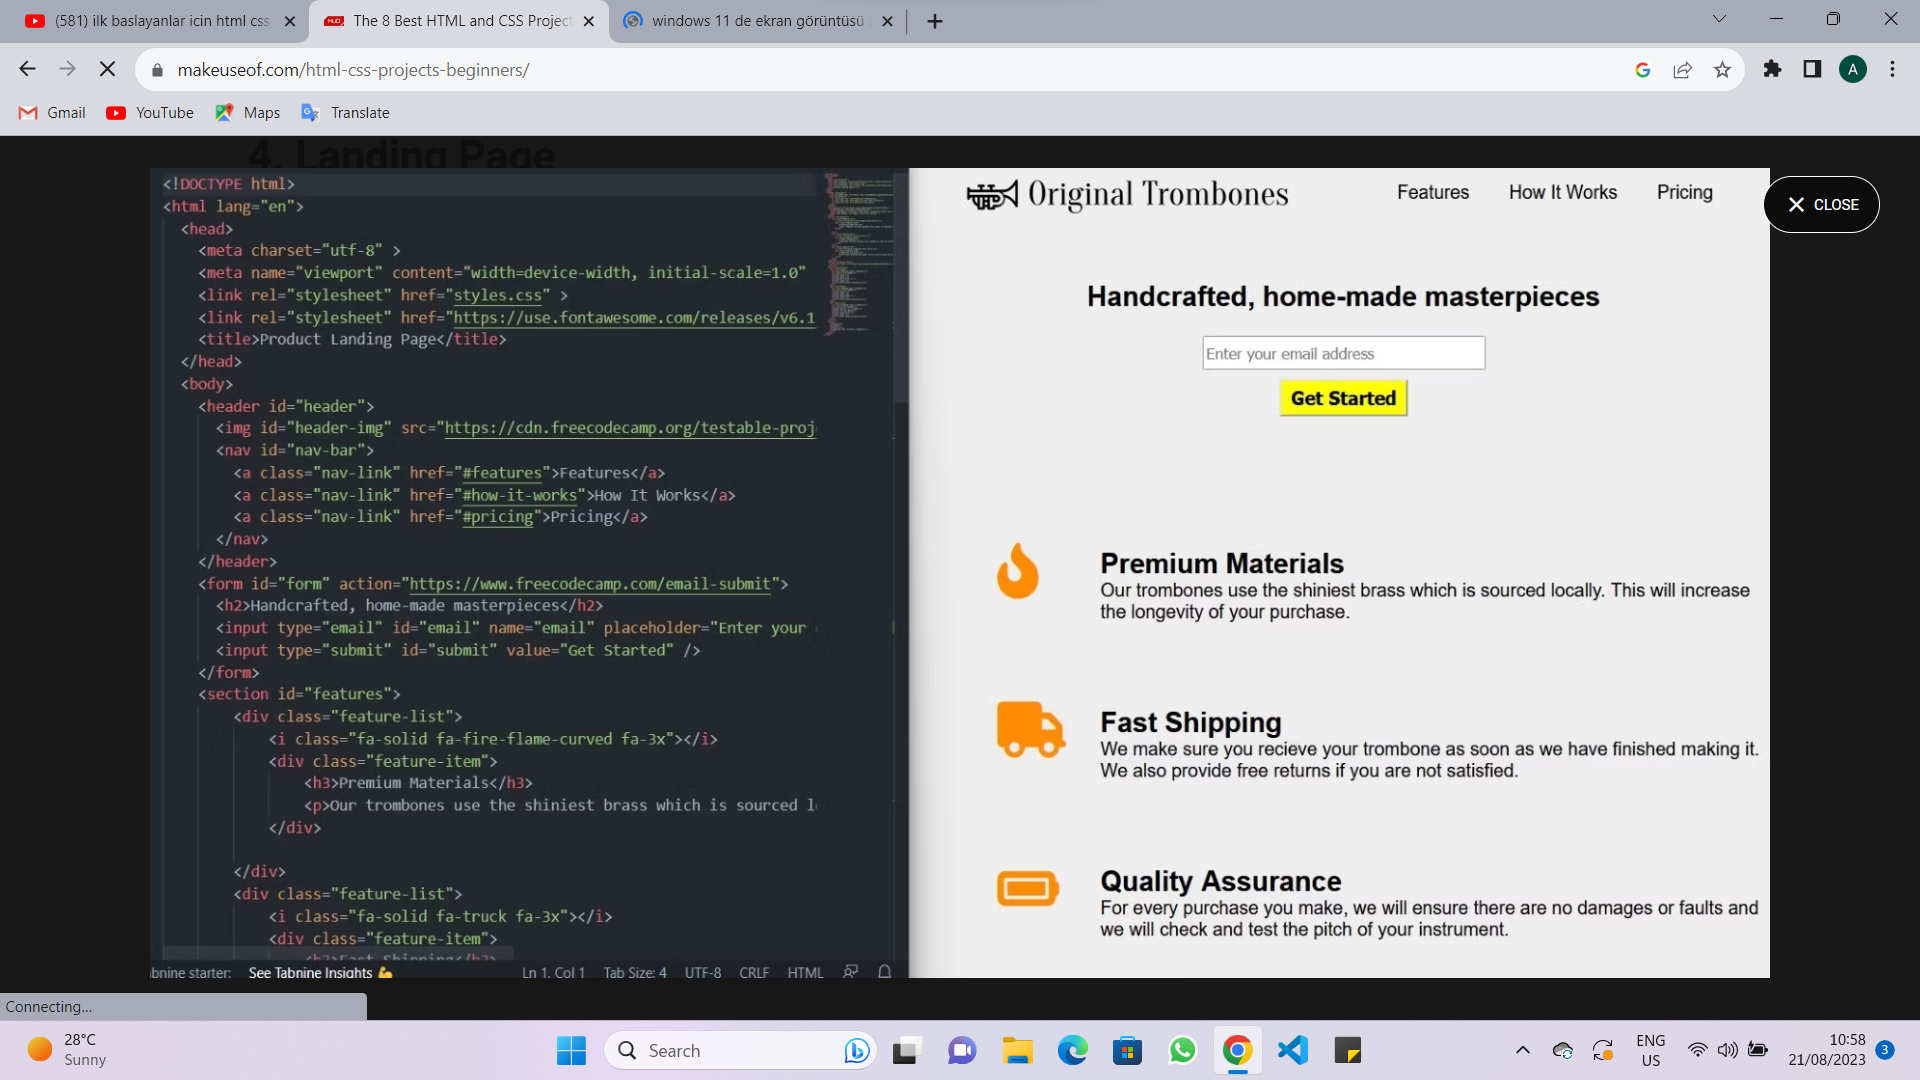 (581) ilk baslayanlar icin html css
The 8 Best HTML and CSS Project
windows 11 de ekran görüntüsü
makeuseof.com/html-css-projects-beginners/
A
Gmail
YouTube
Maps
Translate
4. Landing Page
<!DOCTYPE html>
<html lang="en">
<head>
<meta charset="utf-8" >
<meta name="viewport" content="width=device-width, initial-scale=1.0"
<link rel="stylesheet" href="styles.css" >
<link rel="stylesheet" href="https://use.fontawesome.com/releases/v6.1
<title>Product Landing Page</title>
</head>
<body>
<header id="header">
<img id="header-img" src="https://cdn.freecodecamp.org/testable-proj
<nav id="nav-bar">
<a class="nav-link" href="#features">Features</a>
<a class="nav-link" href="#how-it-works">How It Works</a>
<a class="nav-link" href="#pricing">Pricing</a>
</nav>
</header>
<form id="form" action="https://www.freecodecamp.com/email-submit">
<h2>Handcrafted, home-made masterpieces</h2>
<input type="email" id="email" name="email" placeholder="Enter your
<input type="submit" id="submit" value="Get Started" />
</form>
<section id="features">
<div class="feature-list">
<i class="fa-solid fa-fire-flame-curved fa-3x"></i>
<div class="feature-item">
<h3>Premium Materials</h3>
<p>Our trombones use the shiniest brass which is sourced l
</div>
</div>
<div class="feature-list">
<i class="fa-solid fa-truck fa-3x"></i>
<div class="feature-item">
<h3>Fast Shipping</h3>
bnine starter: See Tabnine Insights
Ln 1, Col 1 Tab Size: 4 UTF-8 CRLF HTML
Original Trombones
Features How It Works Pricing
CLOSE
Handcrafted, home-made masterpieces
Enter your email address
Get Started
Premium Materials
Our trombones use the shiniest brass which is sourced locally. This will increase
the longevity of your purchase.
Fast Shipping
We make sure you recieve your trombone as soon as we have finished making it.
We also provide free returns if you are not satisfied.
Quality Assurance
For every purchase you make, we will ensure there are no damages or faults and
we will check and test the pitch of your instrument.
Connecting...
28°C
Sunny
Search
ENG
US
10:58
21/08/2023
3